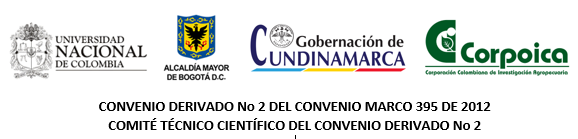 UNIVERSIDAD
NACIONAL
DE COLOMBIA
ALCALDÍA MAYOR
DE BOGOTÁ D.C.
Gobernación de
CUNDINAMARCA
Corpoica
Corporación Colombiana de Investigación Agropecuaria
CONVENIO DERIVADO No 2 DEL CONVENIO MARCO 395 DE 2012
COMITÉ TÉCNICO CIENTÍFICO DEL CONVENIO DERIVADO No 2